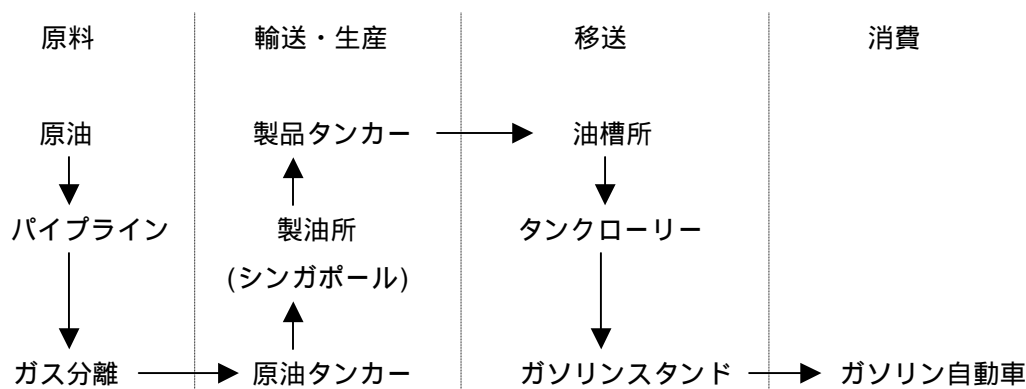 原料 輸送・生産 移送 消費
原油 製品タンカー 油槽所
パイプライン 製油所 タンクローリー
(シンガポール)
ガス分離 原油タンカー ガソリンスタンド ガソリン自動車